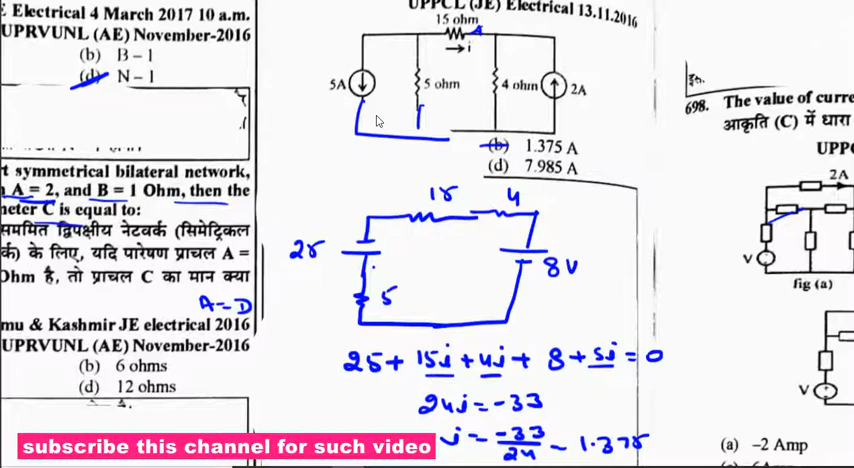 E Electrical 4 March 2017 10 a.m.
UPRVUNL (AE) November-2016
(b) B – 1
(d) N – 1
t symmetrical bilateral network,
A = 2, and B = 1 Ohm, then the
meter C is equal to:
सममित द्विपक्षीय नेटवर्क (सिमेट्रिकल
र्क) के लिए, यदि पारेषण प्राचल A =
Ohm है, तो प्राचल C का मान क्या
A = D
mu & Kashmir JE electrical 2016
UPRVUNL (AE) November-2016
(b) 6 ohms
(d) 12 ohms
UPPCL (JE) Electrical 13.11.2016
15 ohm
i
5A
5 ohm
4 ohm
2A
(b) 1.375 A
(d) 7.985 A
15
4
25
5
8V
25 + 15i + 4i + 8 + 5i = 0
24i = -33
i = -33/24 - 1.375
698. The value of curre
आकृति (C) में धारा
UPP
2A
V
fig (a)
V
(a) –2 Amp
subscribe this channel for such video